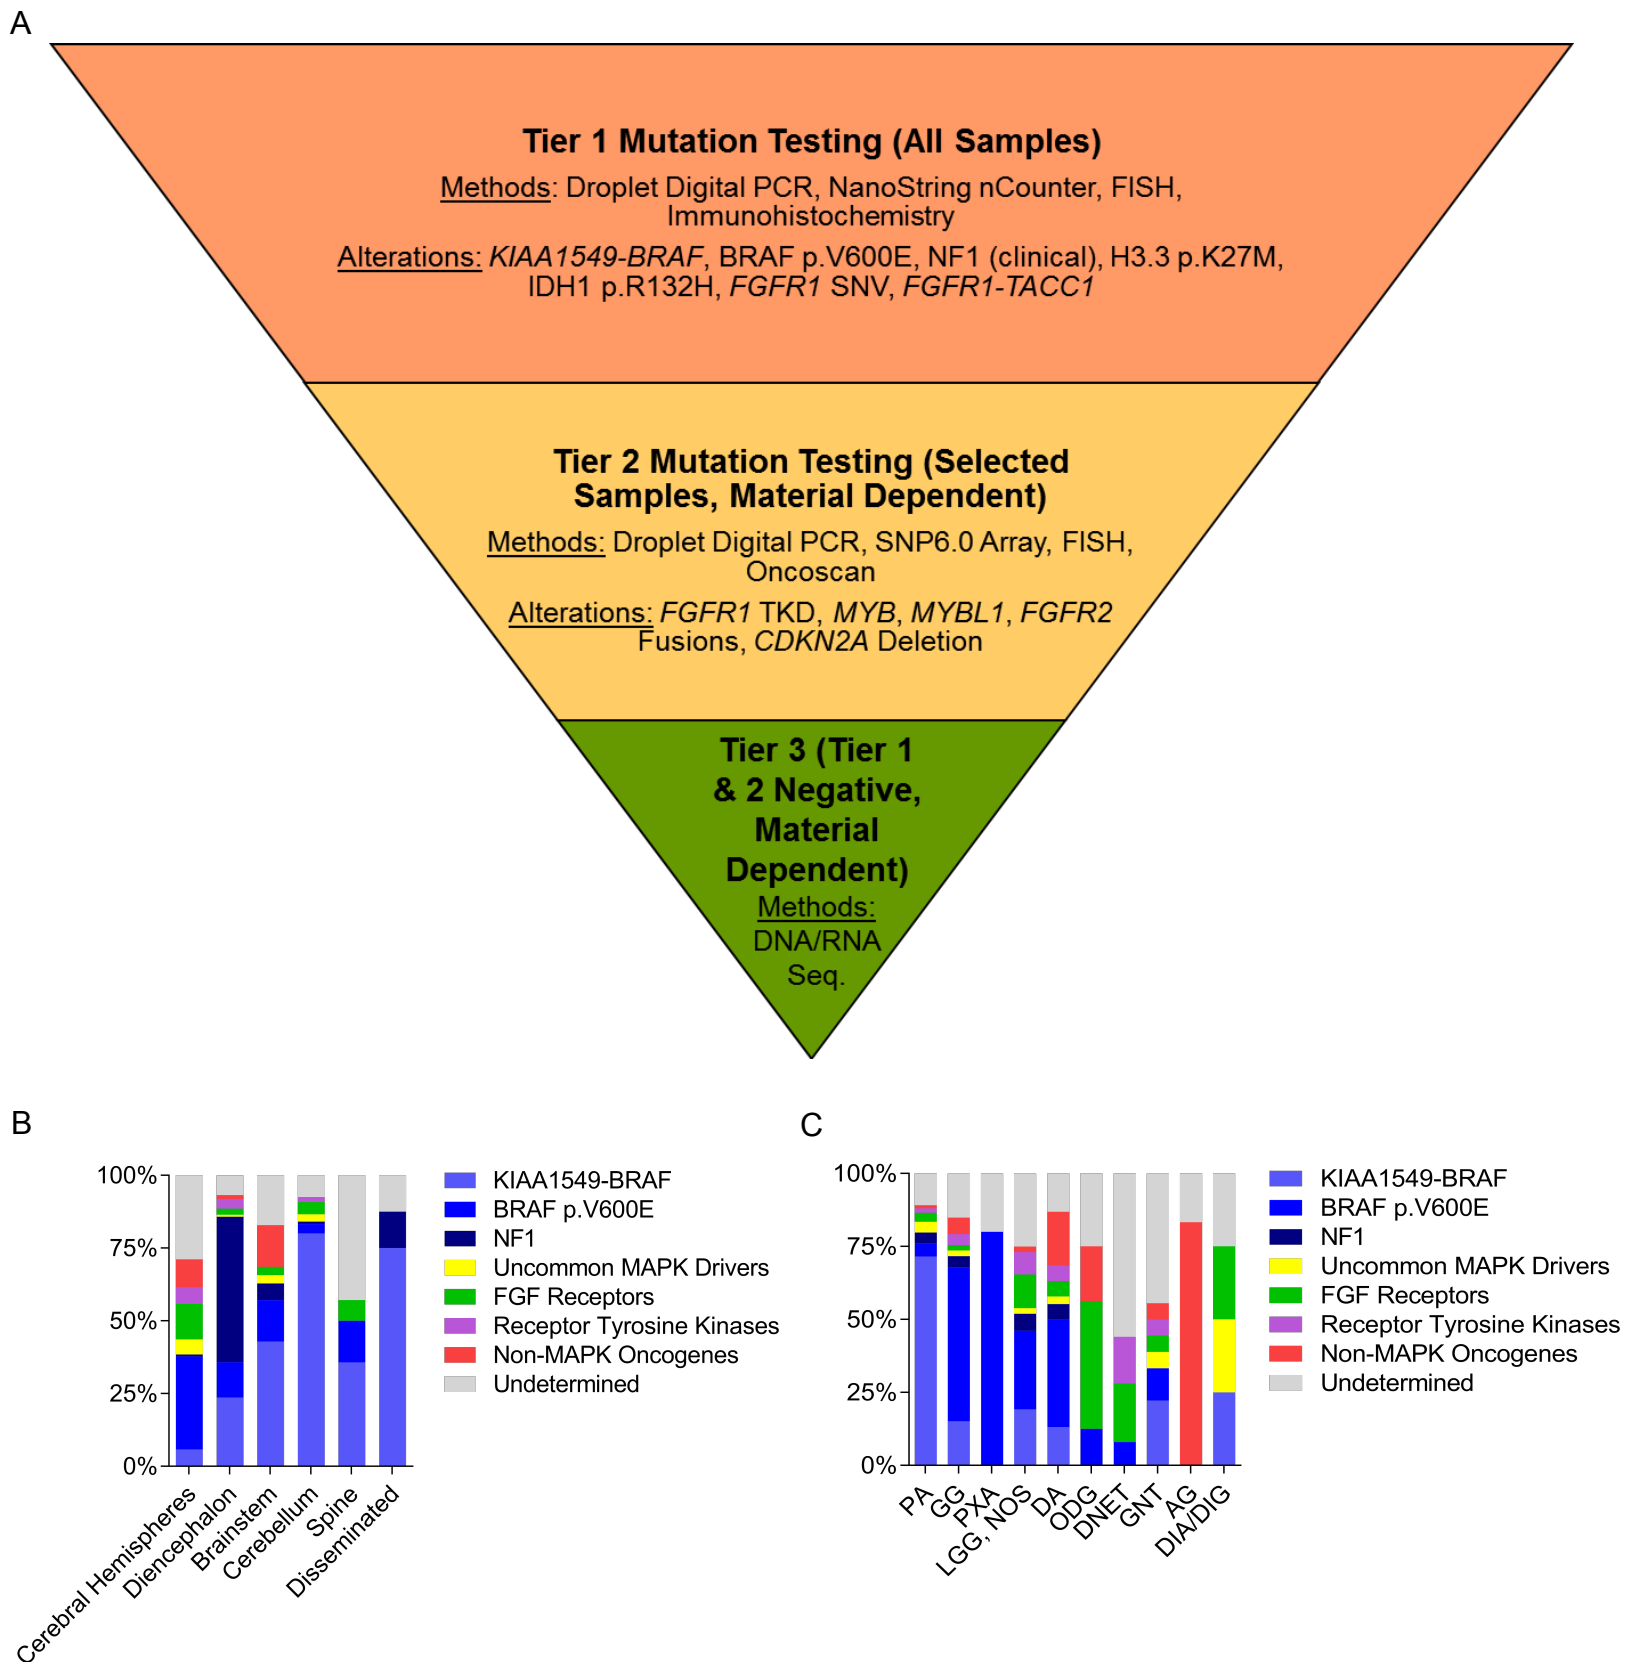 A
Tier 1 Mutation Testing (All Samples)
Methods: Droplet Digital PCR, NanoString nCounter, FISH,
Immunohistochemistry
Alterations: KIAA1549-BRAF, BRAF p.V600E, NF1 (clinical), H3.3 p.K27M,
IDH1 p.R132H, FGFR1 SNV, FGFR1-TACC1
Tier 2 Mutation Testing (Selected
Samples, Material Dependent)
Methods: Droplet Digital PCR, SNP6.0 Array, FISH,
Oncoscan
Alterations: FGFR1 TKD, MYB, MYBL1, FGFR2
Fusions, CDKN2A Deletion
Tier 3 (Tier 1
& 2 Negative,
Material
Dependent)
Methods:
DNA/RNA
Seq.
B
100%
75%
50%
25%
0%
Cerebral Hemispheres
Diencephalon
Brainstem
Cerebellum
Spine
Disseminated
KIAA1549-BRAF
BRAF p.V600E
NF1
Uncommon MAPK Drivers
FGF Receptors
Receptor Tyrosine Kinases
Non-MAPK Oncogenes
Undetermined
C
100%
75%
50%
25%
0%
PA
GG
PXA
LGG, NOS
DA
ODG
DNET
GNT
AG
DIA/DIG
KIAA1549-BRAF
BRAF p.V600E
NF1
Uncommon MAPK Drivers
FGF Receptors
Receptor Tyrosine Kinases
Non-MAPK Oncogenes
Undetermined